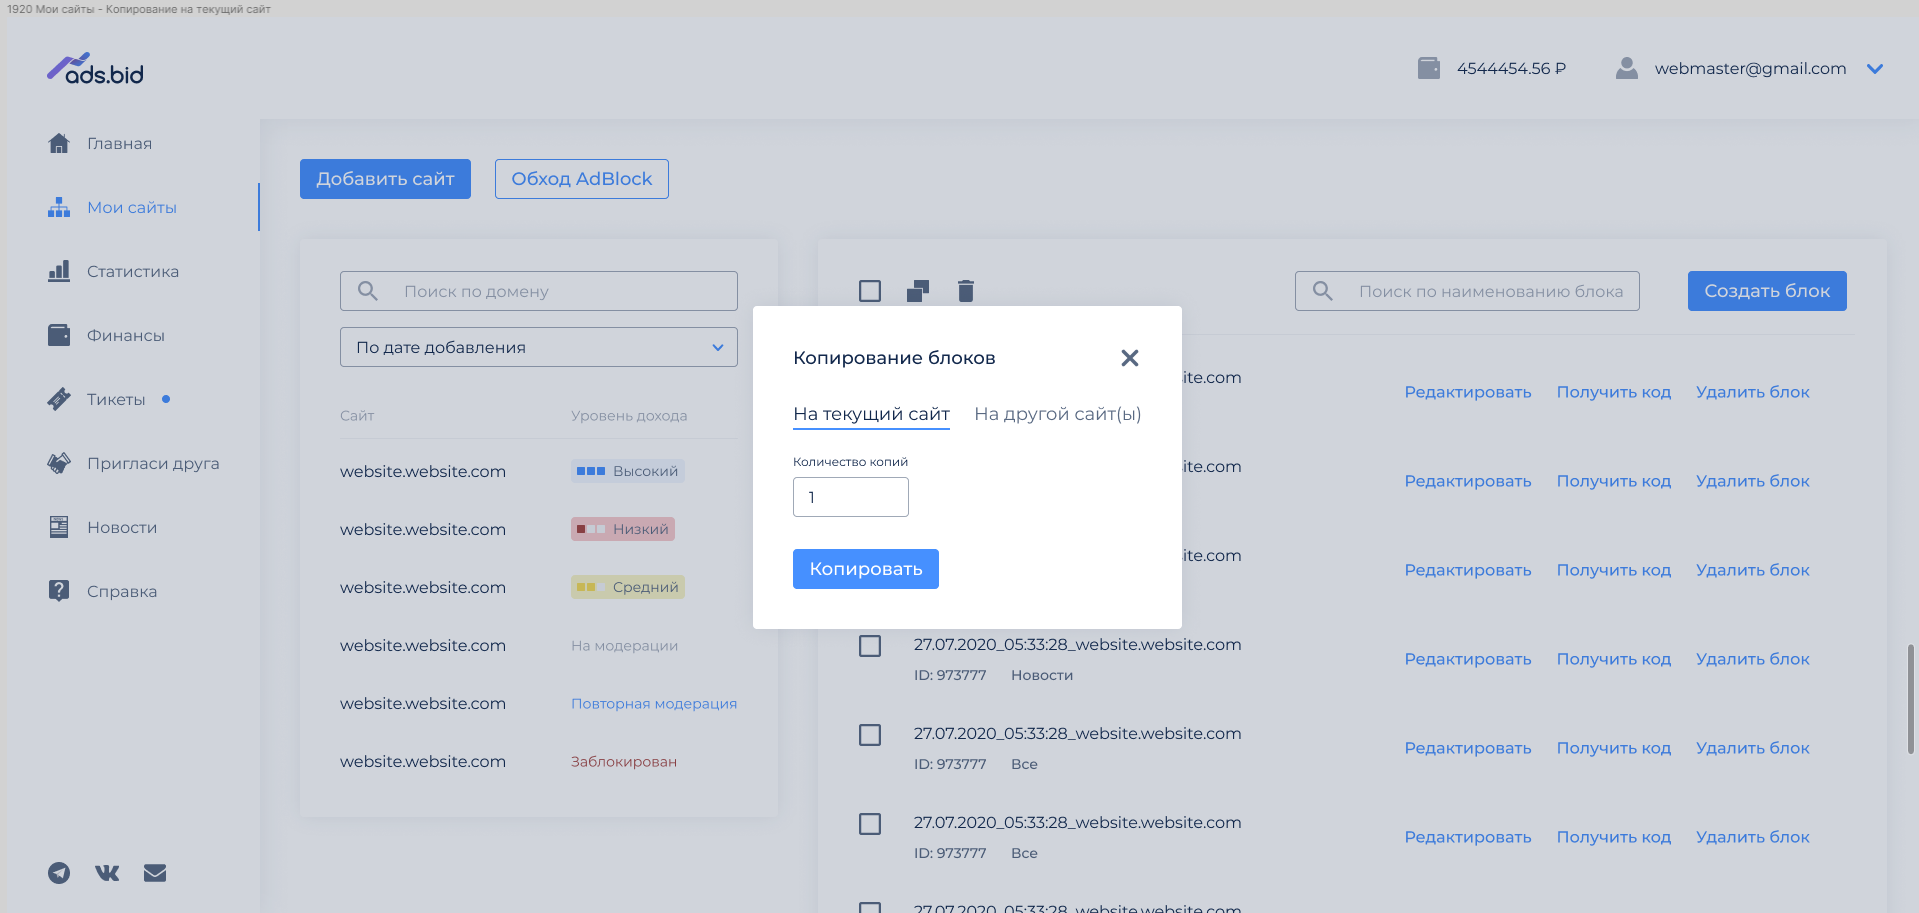 1920 Мои сайты - Копирование на текущий сайт
ads.bid
4544454.56 ₽
webmaster@gmail.com
Главная
Мои сайты
Статистика
Финансы
Тикеты
Пригласи друга
Новости
Справка
Добавить сайт
Обход AdBlock
Поиск по домену
По дате добавления
Сайт
Уровень дохода
website.website.com
Высокий
website.website.com
Низкий
website.website.com
Средний
website.website.com
На модерации
website.website.com
Повторная модерация
website.website.com
Заблокирован
Поиск по наименованию блока
Создать блок
Копирование блоков
На текущий сайт
На другой сайт(ы)
Количество копий
1
Копировать
ite.com
Редактировать
Получить код
Удалить блок
ite.com
Редактировать
Получить код
Удалить блок
ite.com
Редактировать
Получить код
Удалить блок
27.07.2020_05:33:28_website.website.com
ID: 973777
Новости
Редактировать
Получить код
Удалить блок
27.07.2020_05:33:28_website.website.com
ID: 973777
Все
Редактировать
Получить код
Удалить блок
27.07.2020_05:33:28_website.website.com
ID: 973777
Все
Редактировать
Получить код
Удалить блок
27.07.2020_05:33:28_website.website.com